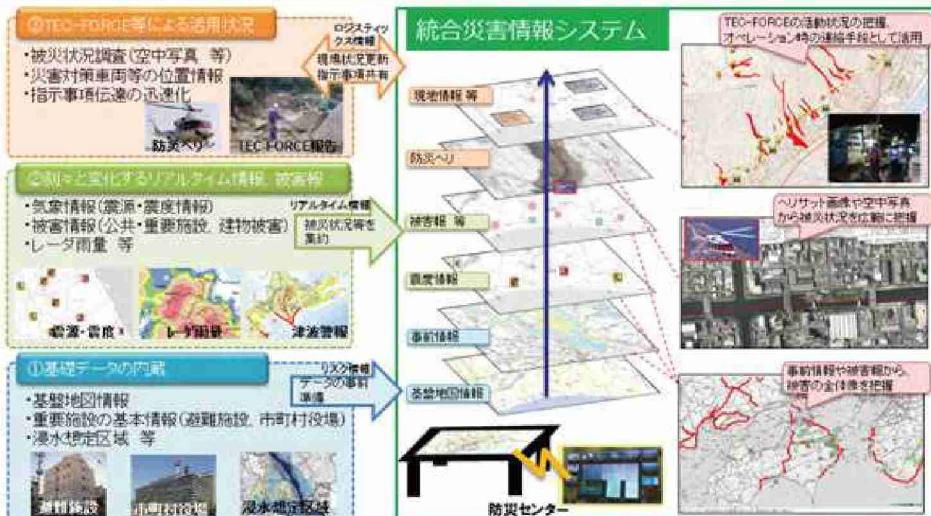 ③TEC-FORCE等による活用状況
・被災状況調査(空中写真 等)
・災害対策車両等の位置情報
・指示事項伝達の迅速化
防災ヘリ
TEC-FORCE報告
ロジスティッ
クス情報
現場状況更新
指示事項共有
②刻々と変化するリアルタイム情報、被害報
・気象情報(震源・震度情報)
・被害情報(公共・重要施設、建物被害)
・レーダ雨量 等
震源・震度
レーダ雨量
津波警報
リアルタイム情報
被災状況等を
集約
①基礎データの内蔵
・基盤地図情報
・重要施設の基本情報(避難施設、市町村役場)
・浸水想定区域 等
避難施設
市町村役場
浸水想定区域
リスク情報
データの事前
準備
統合災害情報システム
現地情報 等
防災ヘリ
被害報 等
震度情報
事前情報
基盤地図情報
防災センター
TEC-FORCEの活動状況の把握、
オペレーション時の連絡手段として活用
ヘリサット画像や空中写真
から被災状況を広範に把握
事前情報や被害報から、
被害の全体像を把握